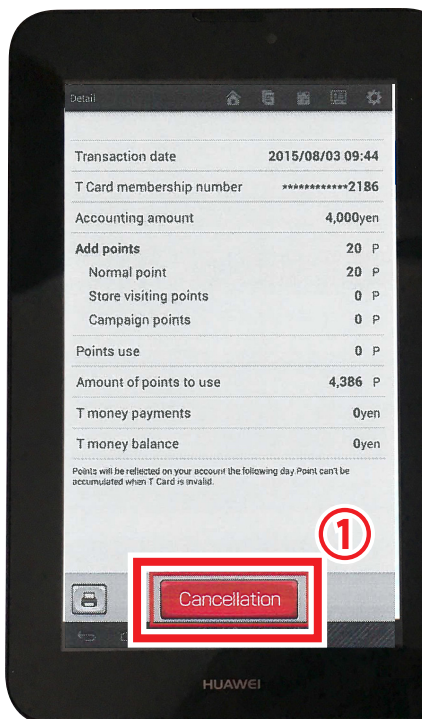 Detail
Transaction date 2015/08/03 09:44
T Card membership number ************2186
Accounting amount 4,000yen
Add points 20 P
Normal point 20 P
Store visiting points 0 P
Campaign points 0 P
Points use 0 P
Amount of points to use 4,386 P
T money payments 0yen
T money balance 0yen
Points will be reflected on your account the following day.Point can't be
accumulated when T Card is invalid.
①
Cancellation
HUAWEI